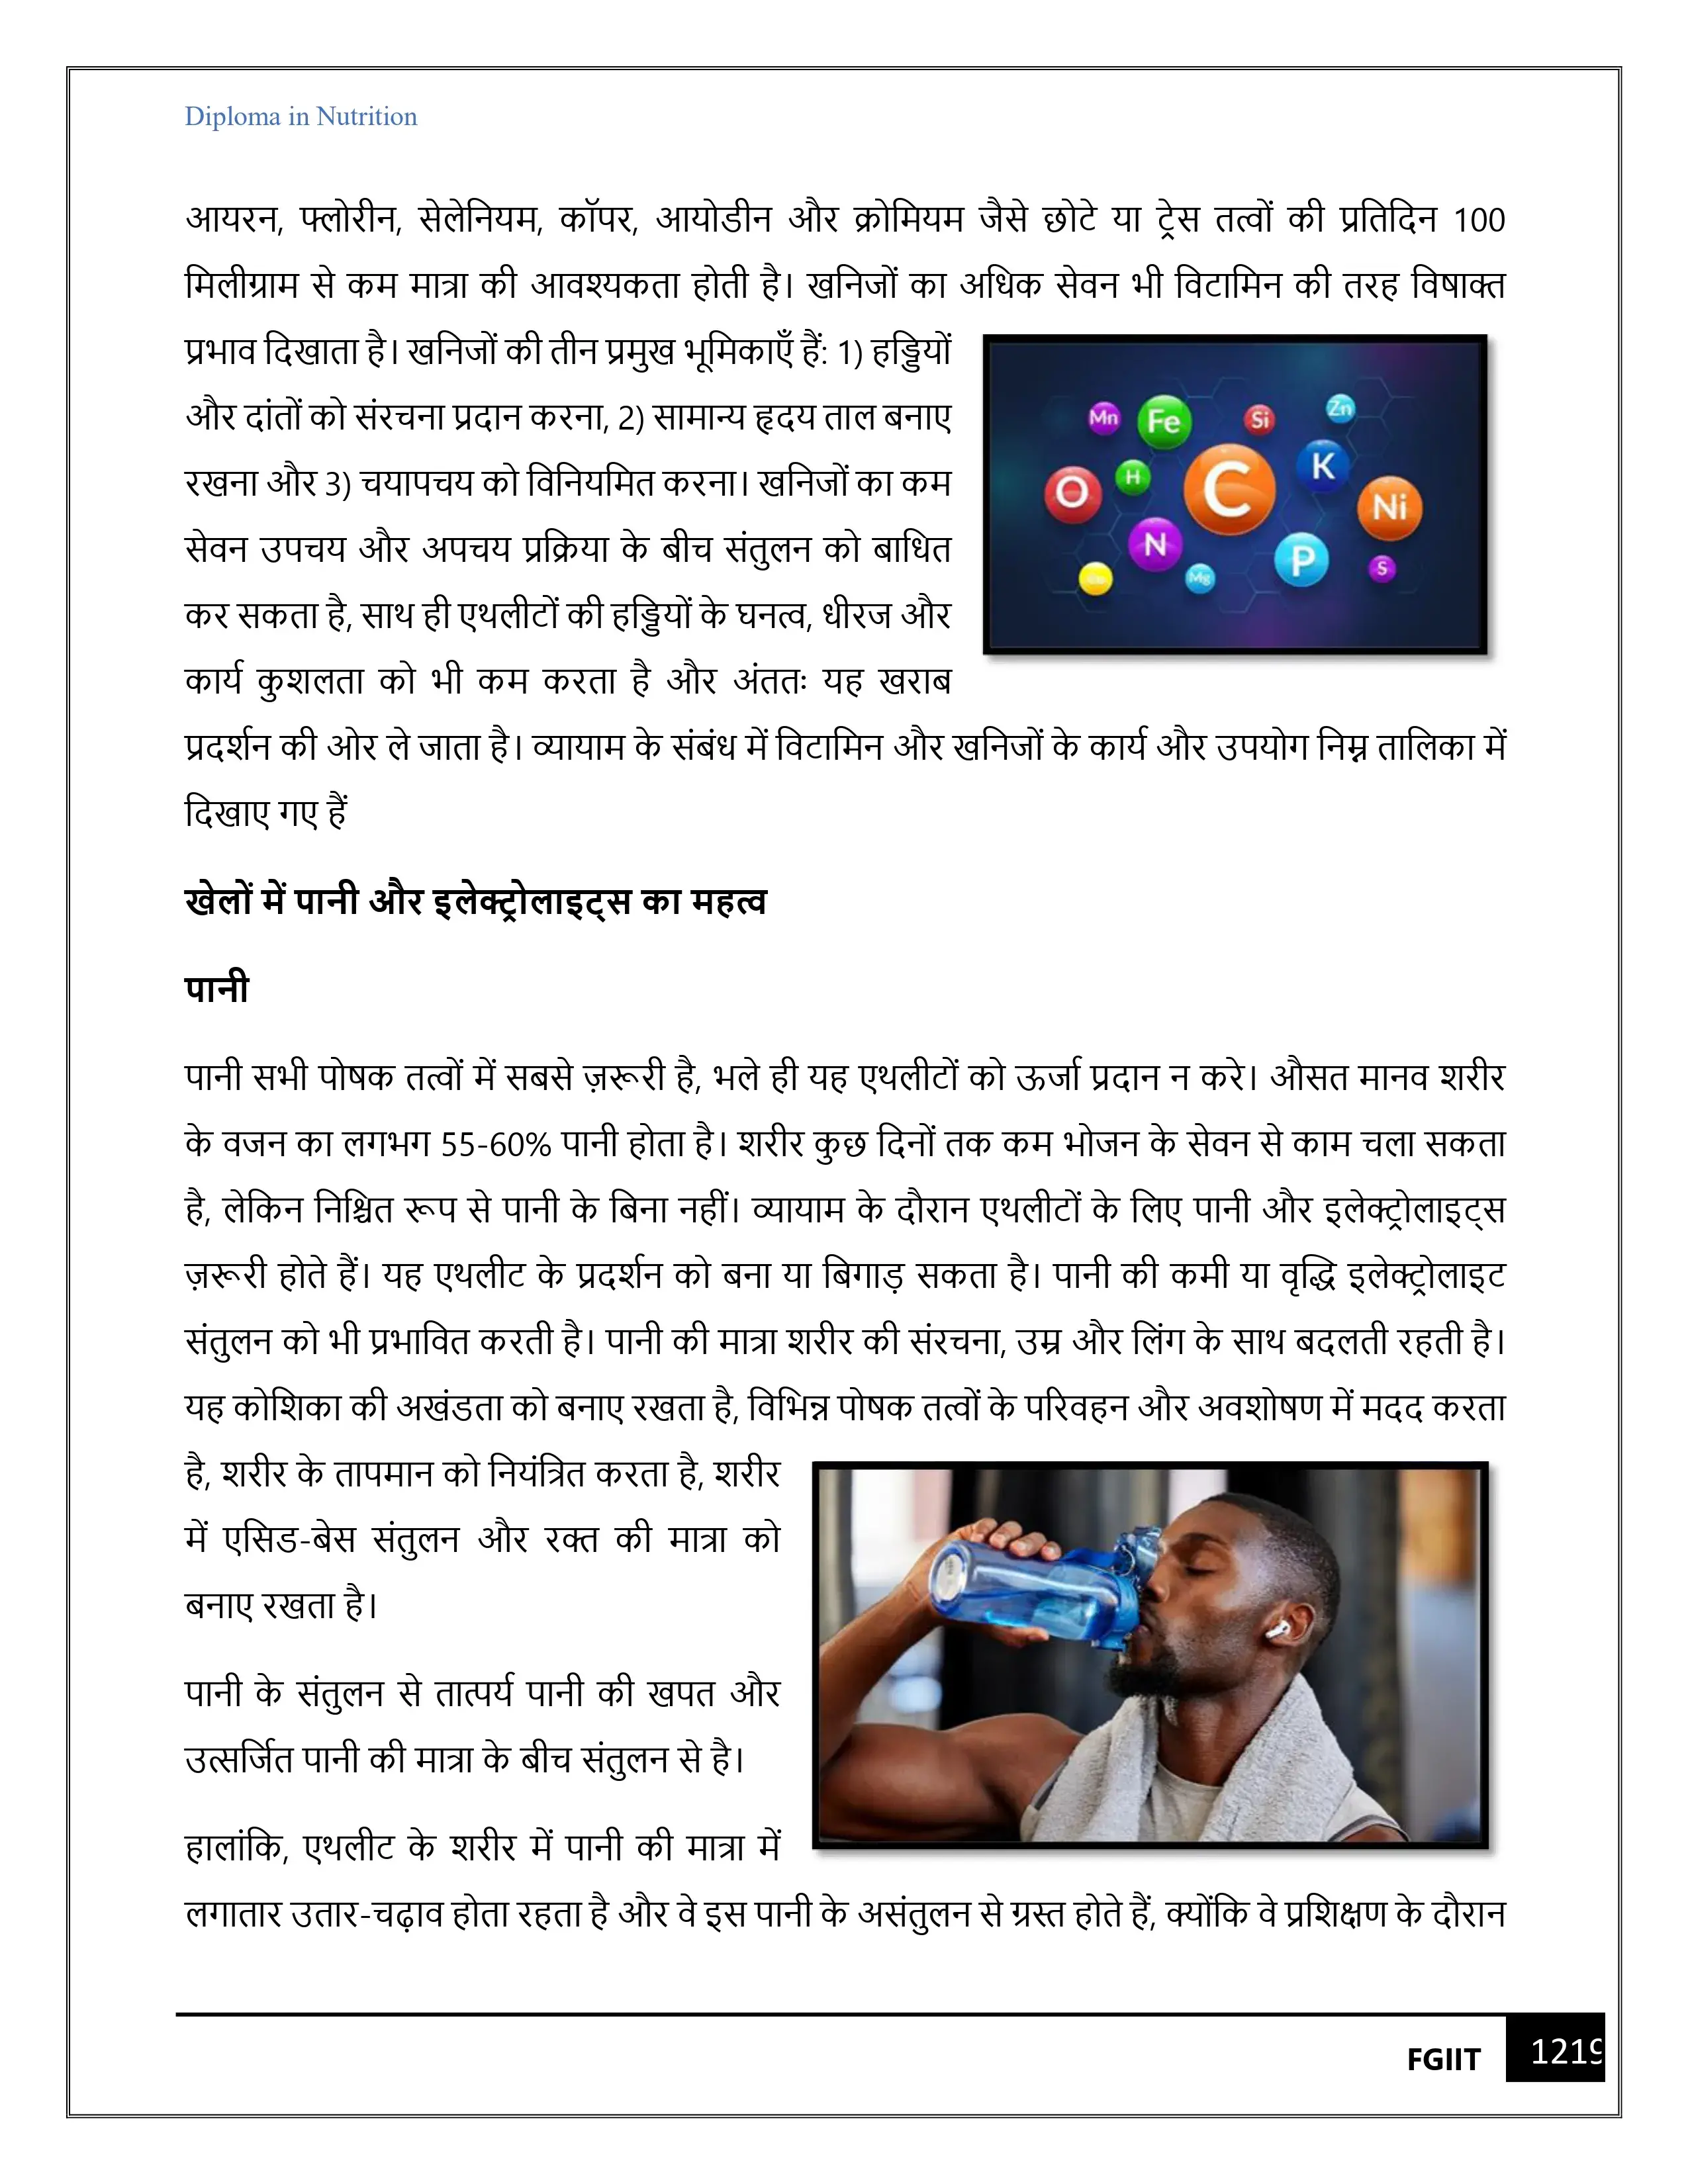 Diploma in Nutrition
आयरन, फ्लोरीन, सेलेनियम, कॉपर, आयोडीन और क्रोमियम जैसे छोटे या ट्रेस तत्वों की प्रतिदिन 100
मिलीग्राम से कम मात्रा की आवश्यकता होती है। खनिजों का अधिक सेवन भी विटामिन की तरह विषाक्त
प्रभाव दिखाता है। खनिजों की तीन प्रमुख भूमिकाएँ हैं: 1) हड्डियों
और दांतों को संरचना प्रदान करना, 2) सामान्य हृदय ताल बनाए
रखना और 3) चयापचय को विनियमित करना। खनिजों का कम
सेवन उपचय और अपचय प्रक्रिया के बीच संतुलन को बाधित
कर सकता है, साथ ही एथलीटों की हड्डियों के घनत्व, धीरज और
कार्य कुशलता को भी कम करता है और अंततः यह खराब
Mn Fe Si Zn
O H C K Ni
N P S
Mg
प्रदर्शन की ओर ले जाता है। व्यायाम के संबंध में विटामिन और खनिजों के कार्य और उपयोग निम्न तालिका में
दिखाए गए हैं
खेलों में पानी और इलेक्ट्रोलाइट्स का महत्व
पानी
पानी सभी पोषक तत्वों में सबसे ज़रूरी है, भले ही यह एथलीटों को ऊर्जा प्रदान न करे। औसत मानव शरीर
के वजन का लगभग 55-60% पानी होता है। शरीर कुछ दिनों तक कम भोजन के सेवन से काम चला सकता
है, लेकिन निश्चित रूप से पानी के बिना नहीं। व्यायाम के दौरान एथलीटों के लिए पानी और इलेक्ट्रोलाइट्स
ज़रूरी होते हैं। यह एथलीट के प्रदर्शन को बना या बिगाड़ सकता है। पानी की कमी या वृद्धि इलेक्ट्रोलाइट
संतुलन को भी प्रभावित करती है। पानी की मात्रा शरीर की संरचना, उम्र और लिंग के साथ बदलती रहती है।
यह कोशिका की अखंडता को बनाए रखता है, विभिन्न पोषक तत्वों के परिवहन और अवशोषण में मदद करता
है, शरीर के तापमान को नियंत्रित करता है, शरीर
में एसिड-बेस संतुलन और रक्त की मात्रा को
बनाए रखता है।
पानी के संतुलन से तात्पर्य पानी की खपत और
उत्सर्जित पानी की मात्रा के बीच संतुलन से है।
हालांकि, एथलीट के शरीर में पानी की मात्रा में
लगातार उतार-चढ़ाव होता रहता है और वे इस पानी के असंतुलन से ग्रस्त होते हैं, क्योंकि वे प्रशिक्षण के दौरान
FGIIT 1219